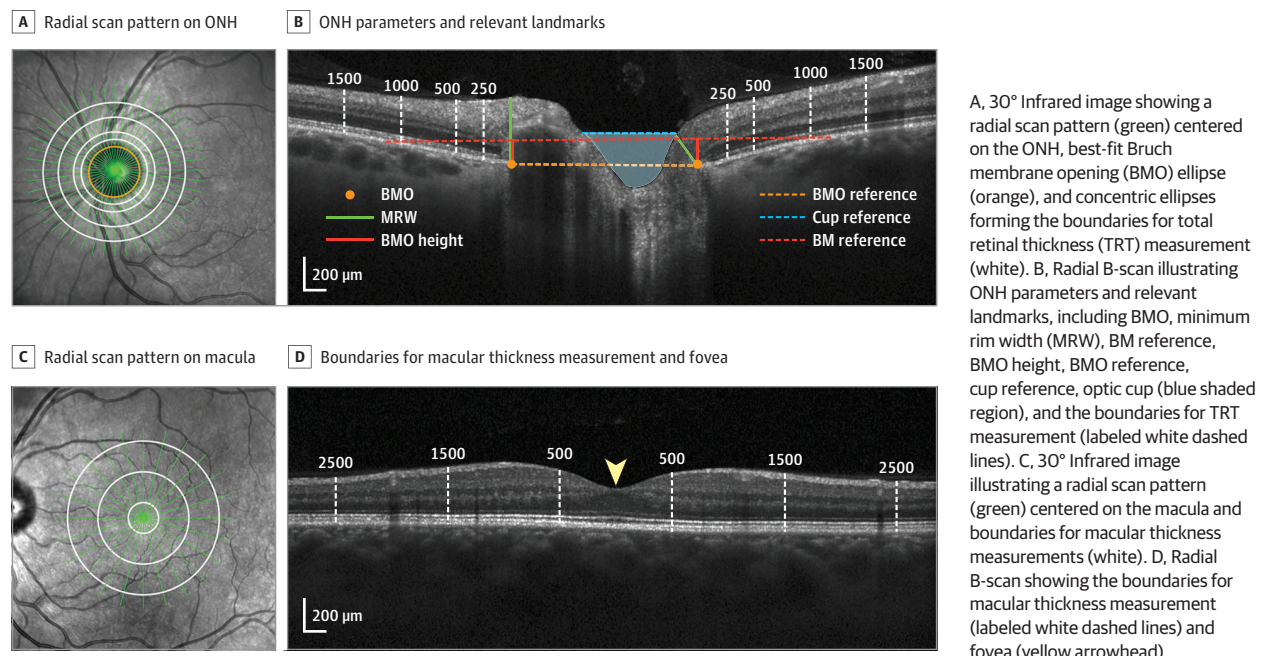 A Radial scan pattern on ONH
B ONH parameters and relevant landmarks
1500
1000
500
250
250
500
1000
1500
BMO
MRW
BMO height
BMO reference
Cup reference
BM reference
200 μm
C Radial scan pattern on macula
D Boundaries for macular thickness measurement and fovea
2500
1500
500
500
1500
2500
200 μm
A, 30° Infrared image showing a
radial scan pattern (green) centered
on the ONH, best-fit Bruch
membrane opening (BMO) ellipse
(orange), and concentric ellipses
forming the boundaries for total
retinal thickness (TRT) measurement
(white). B, Radial B-scan illustrating
ONH parameters and relevant
landmarks, including BMO, minimum
rim width (MRW), BM reference,
BMO height, BMO reference,
cup reference, optic cup (blue shaded
region), and the boundaries for TRT
measurement (labeled white dashed
lines). C, 30° Infrared image
illustrating a radial scan pattern
(green) centered on the macula and
boundaries for macular thickness
measurements (white). D, Radial
B-scan showing the boundaries for
macular thickness measurement
(labeled white dashed lines) and
fovea (yellow arrowhead)